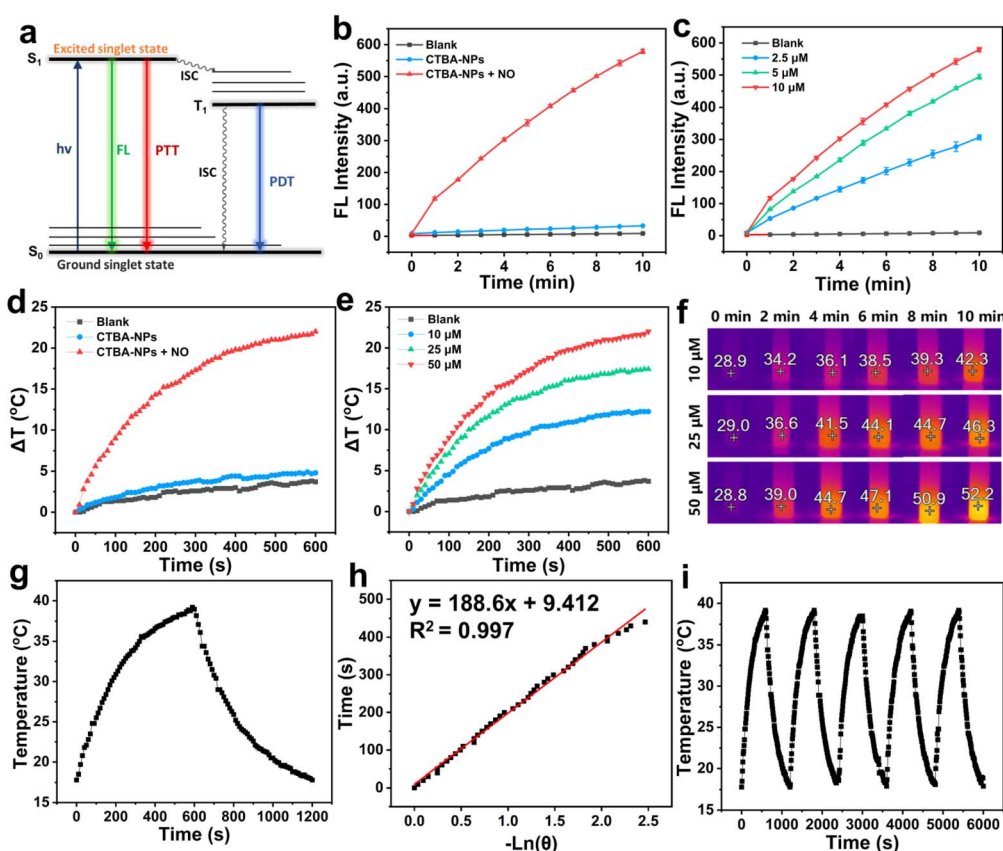 a
S1
Excited singlet state
ISC
T1
hν
FL
PTT
ISC
PDT
S0
Ground singlet state
b
Blank
CTBA-NPs
CTBA-NPs + NO
FL Intensity (a.u.)
600
500
400
300
200
100
0
0 2 4 6 8 10
Time (min)
c
Blank
2.5 μM
5 μM
10 μM
FL Intensity (a.u.)
600
500
400
300
200
100
0
0 2 4 6 8 10
Time (min)
d
Blank
CTBA-NPs
CTBA-NPs + NO
ΔT (°C)
25
20
15
10
5
0
0 100 200 300 400 500 600
Time (s)
e
Blank
10 μM
25 μM
50 μM
ΔT (°C)
25
20
15
10
5
0
0 100 200 300 400 500 600
Time (s)
f
0 min 2 min 4 min 6 min 8 min 10 min
10 μM
28.9 34.2 36.1 38.5 39.3 42.3
25 μM
29.0 36.6 41.5 44.1 44.7 46.3
50 μM
28.8 39.0 44.7 47.1 50.9 52.2
g
Temperature (°C)
40
35
30
25
20
15
0 200 400 600 800 1000 1200
Time (s)
h
y = 188.6x + 9.412
R2 = 0.997
Time (s)
500
400
300
200
100
0
0.0 0.5 1.0 1.5 2.0 2.5
-Ln(θ)
i
Temperature (°C)
40
35
30
25
20
15
0 1000 2000 3000 4000 5000 6000
Time (s)